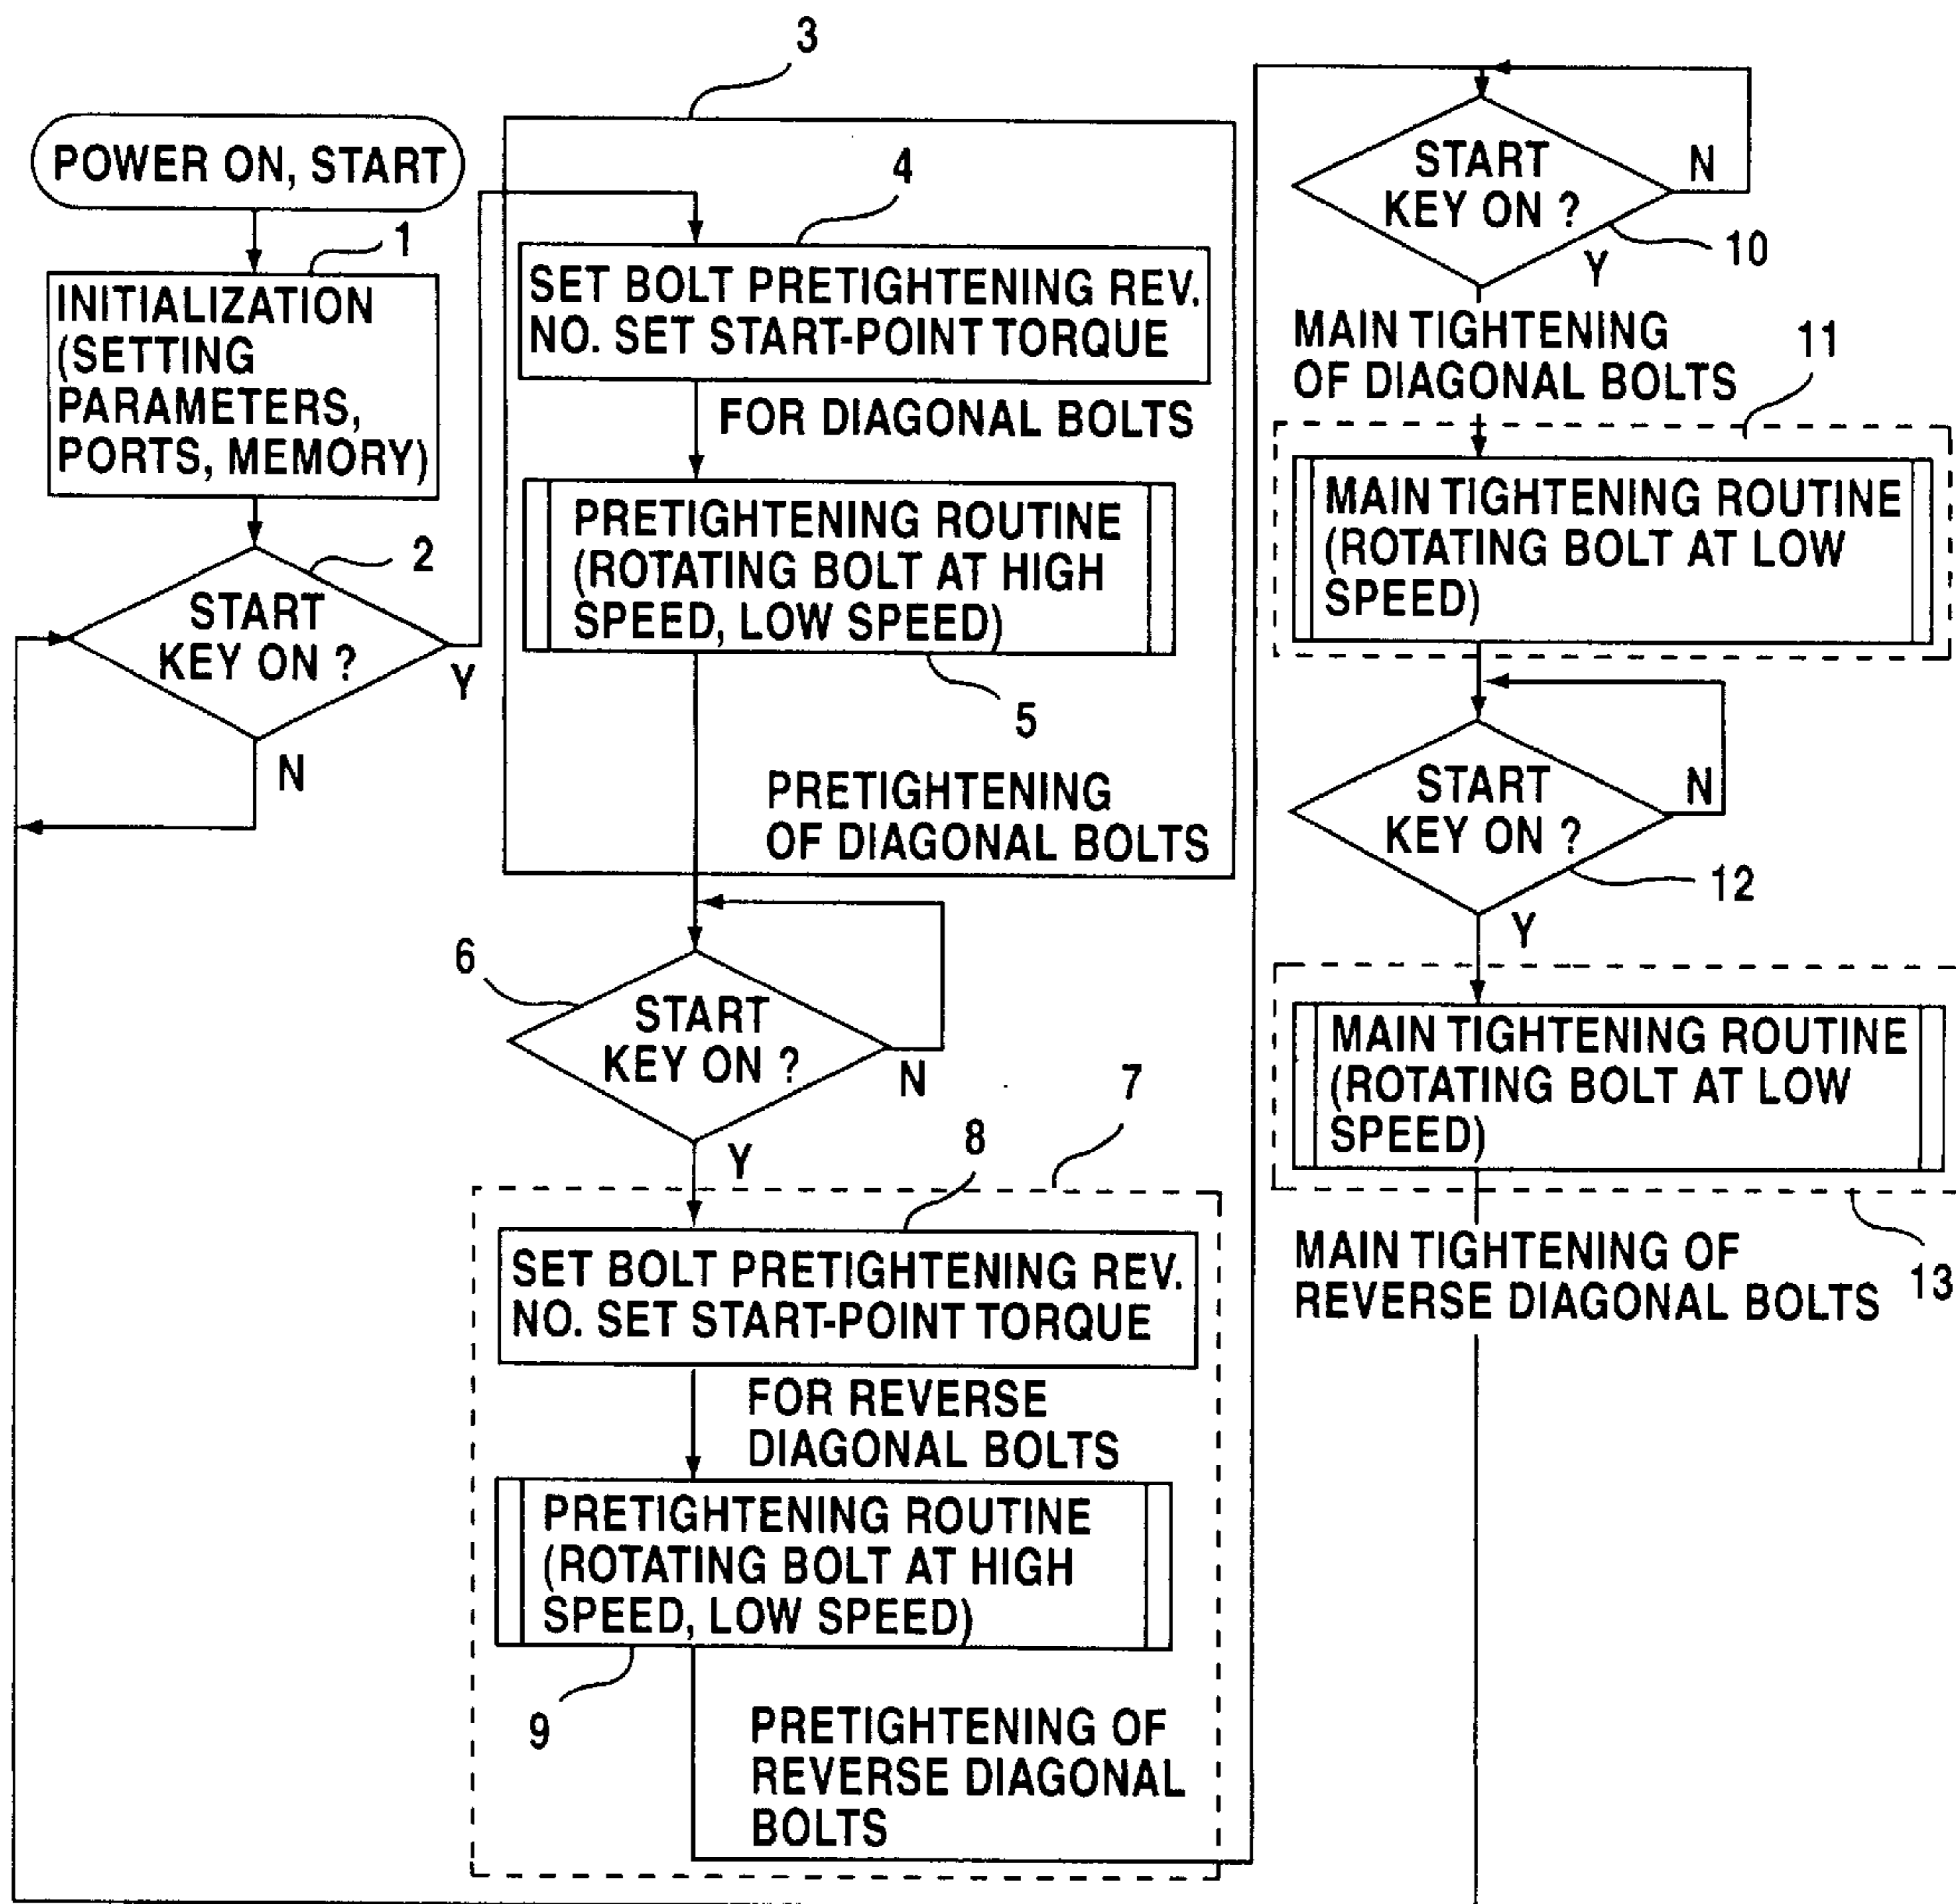 POWER ON, START
1
INITIALIZATION
(SETTING
PARAMETERS,
PORTS, MEMORY)
2
START
KEY ON ?
Y
N
3
4
SET BOLT PRETIGHTENING REV.
NO. SET START-POINT TORQUE
FOR DIAGONAL BOLTS
PRETIGHTENING ROUTINE
(ROTATING BOLT AT HIGH
SPEED, LOW SPEED)
5
PRETIGHTENING
OF DIAGONAL BOLTS
6
START
KEY ON ?
N
Y
7
8
SET BOLT PRETIGHTENING REV.
NO. SET START-POINT TORQUE
FOR REVERSE
DIAGONAL BOLTS
PRETIGHTENING ROUTINE
(ROTATING BOLT AT HIGH
SPEED, LOW SPEED)
9
PRETIGHTENING OF
REVERSE DIAGONAL
BOLTS
START
KEY ON ?
N
10
Y
MAIN TIGHTENING
OF DIAGONAL BOLTS
11
MAIN TIGHTENING ROUTINE
(ROTATING BOLT AT LOW
SPEED)
START
KEY ON ?
N
12
Y
MAIN TIGHTENING ROUTINE
(ROTATING BOLT AT LOW
SPEED)
MAIN TIGHTENING OF
REVERSE DIAGONAL BOLTS
13